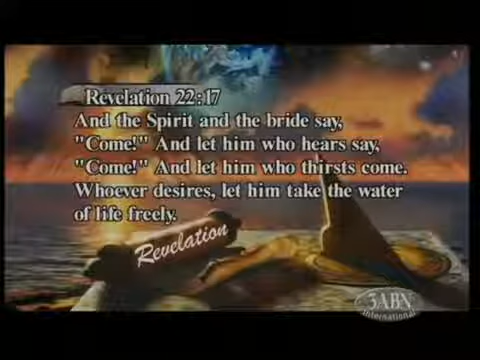 Revelation 22:17
And the Spirit and the bride say,
"Come!" And let him who hears say,
"Come!" And let him who thirsts come.
Whoever desires, let him take the water
of life freely.
Revelation
3ABN
International